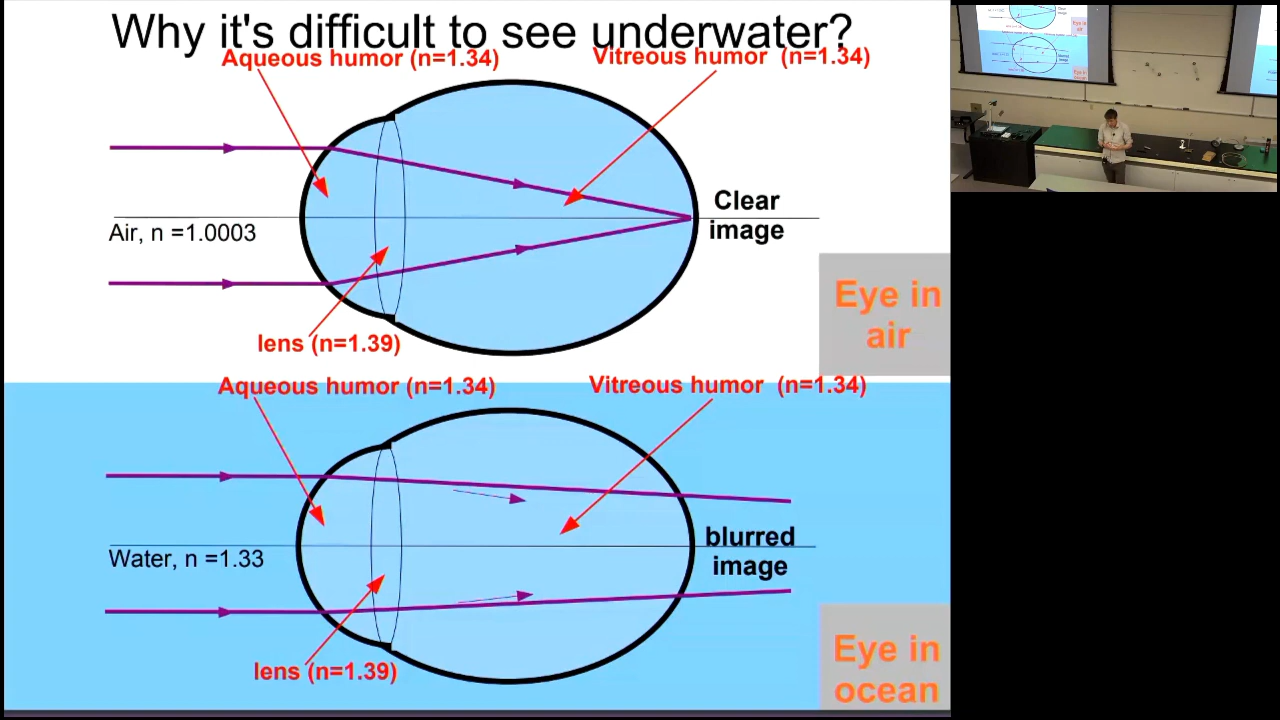 Why it's difficult to see underwater?
Aqueous humor (n=1.34)
Vitreous humor  (n=1.34)
Air, n =1.0003
Clear
image
lens (n=1.39)
Eye in
air
Aqueous humor (n=1.34)
Vitreous humor  (n=1.34)
Water, n =1.33
blurred
image
lens (n=1.39)
Eye in
ocean